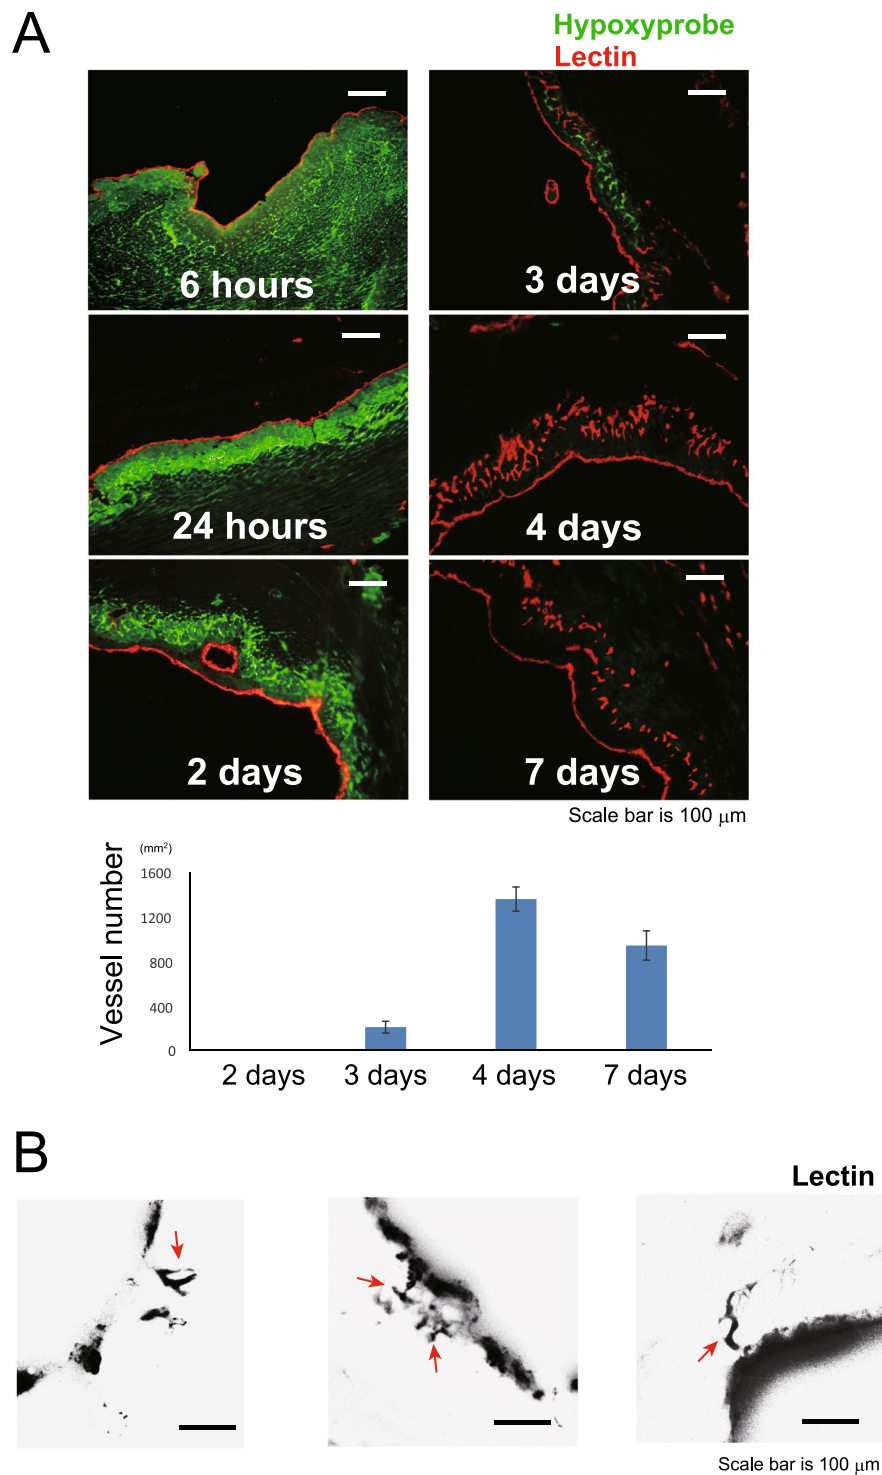 A
Hypoxyprobe
Lectin
6 hours
3 days
24 hours
4 days
2 days
7 days
Scale bar is 100 μm
Vessel number
(mm²)
1600
1200
800
400
0
2 days
3 days
4 days
7 days
B
Lectin
Scale bar is 100 μm